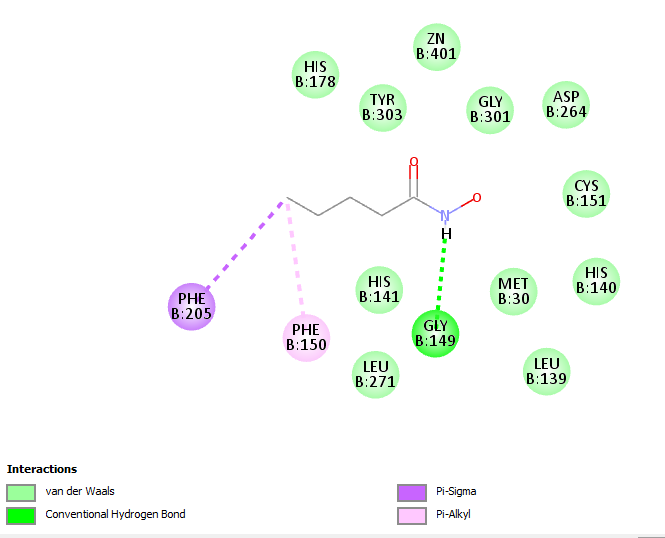 ZN
B:401
HIS
B:178
TYR
B:303
GLY
B:301
ASP
B:264
CYS
B:151
O
O
N
H
HIS
B:141
MET
B:30
HIS
B:140
PHE
B:205
PHE
B:150
GLY
B:149
LEU
B:271
LEU
B:139
Interactions
van der Waals
Conventional Hydrogen Bond
Pi-Sigma
Pi-Alkyl